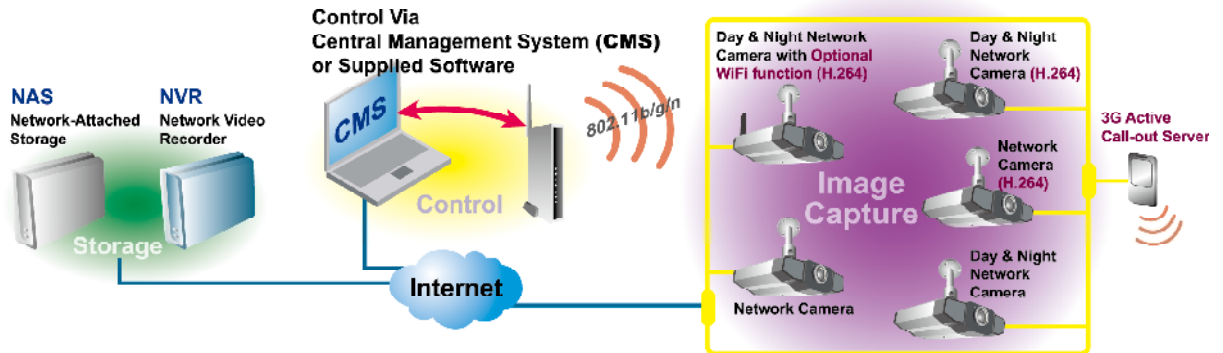 Control Via
Central Management System (CMS)
or Supplied Software
NAS
Network-Attached
Storage
NVR
Network Video
Recorder
Storage
CMS
Control
802.11b/g/n
Internet
Day & Night Network
Camera with Optional
WiFi function (H.264)
Day & Night
Network
Camera (H.264)
Network
Camera
(H.264)
Image
Capture
Network Camera
Day & Night
Network
Camera
3G Active
Call-out Server